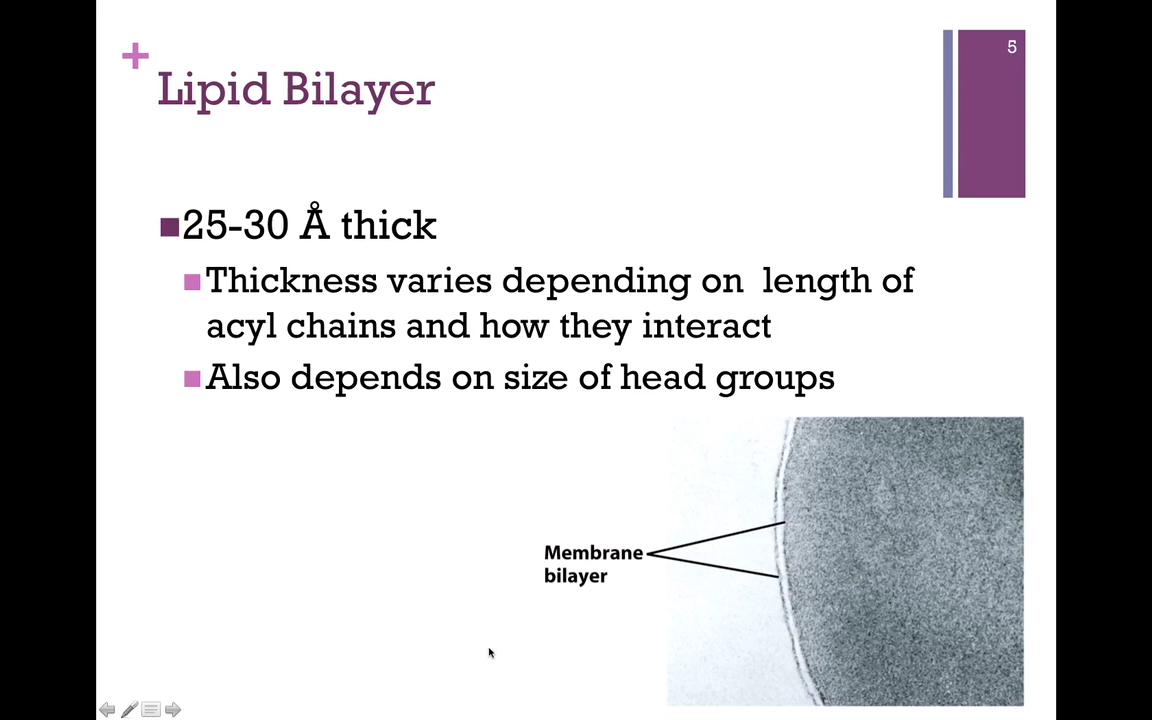 5
+
Lipid Bilayer
25-30 Å thick
Thickness varies depending on  length of
acyl chains and how they interact
Also depends on size of head groups
Membrane
bilayer